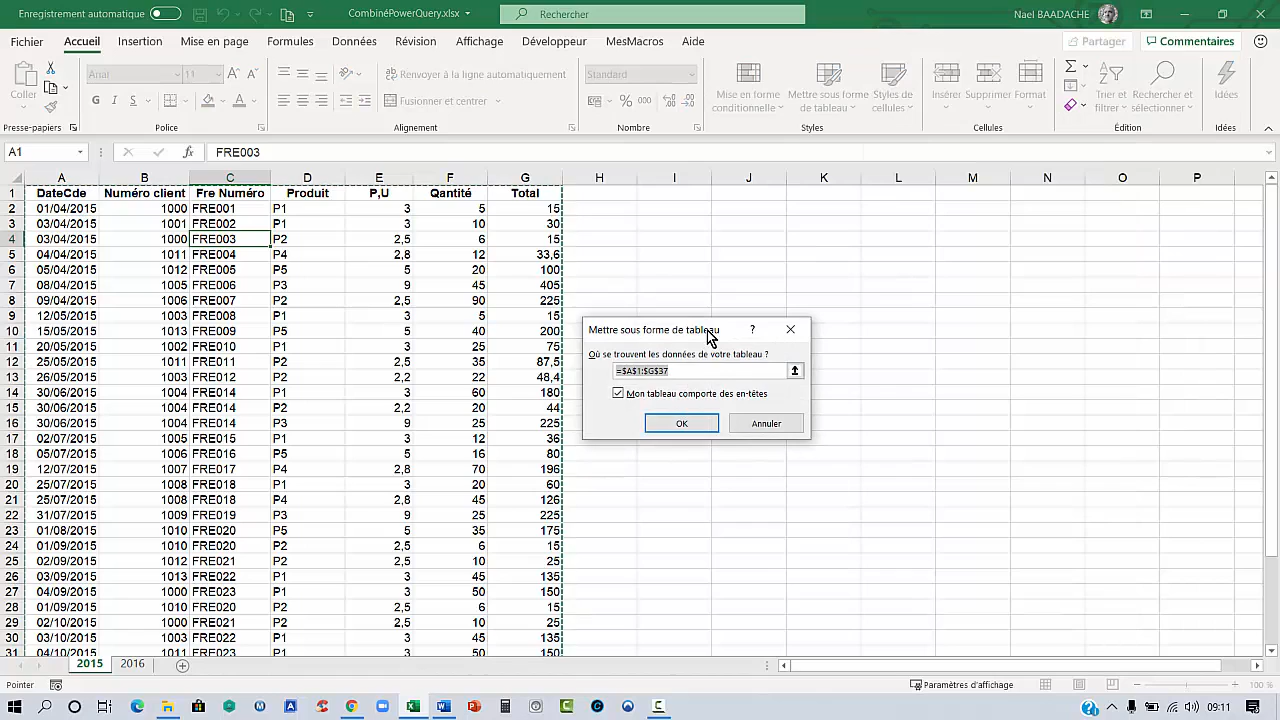 Enregistrement automatique
CombinéPowerQuery.xlsx
Rechercher
Nael BAADACHE
Fichier Accueil Insertion Mise en page Formules Données Révision Affichage Développeur MesMacros Aide
Partager Commentaires
Coller
Arial 11
G I S
Renvoyer à la ligne automatiquement
Fusionner et centrer
Standard
% 000
Mise en forme conditionnelle
Mettre sous forme de tableau
Styles de cellules
Insérer Supprimer Format
Trier et filtrer
Rechercher et sélectionner
Idées
Presse-papiers Police Alignement Nombre Styles Cellules Édition Idées
A1 fx FRE003
A B C D E F G H I J K L M N O P
1 DateCde Numéro client Fre Numéro Produit P,U Qantité Total
2 01/04/2015 1000 FRE001 P1 3 5 15
3 03/04/2015 1001 FRE002 P1 3 10 30
4 03/04/2015 1000 FRE003 P2 2,5 6 15
5 04/04/2015 1011 FRE004 P4 2,8 12 33,6
6 05/04/2015 1012 FRE005 P5 5 20 100
7 08/04/2015 1005 FRE006 P3 9 45 405
8 09/04/2015 1006 FRE007 P2 2,5 90 225
9 12/05/2015 1003 FRE008 P1 3 5 15
10 15/05/2015 1013 FRE009 P5 5 40 200
11 20/05/2015 1002 FRE010 P1 3 25 75
12 25/05/2015 1011 FRE011 P2 2,5 35 87,5
13 26/05/2015 1003 FRE012 P2 2,2 22 48,4
14 30/06/2015 1004 FRE014 P1 3 60 180
15 30/06/2015 1004 FRE014 P2 2,2 20 44
16 30/06/2015 1004 FRE014 P3 9 25 225
17 02/07/2015 1005 FRE015 P1 3 12 36
18 05/07/2015 1006 FRE016 P5 5 16 80
19 12/07/2015 1007 FRE017 P4 2,8 70 196
20 25/07/2015 1008 FRE018 P1 3 20 60
21 25/07/2015 1008 FRE018 P4 2,8 45 126
22 31/07/2015 1009 FRE019 P3 9 25 225
23 01/08/2015 1010 FRE020 P5 5 35 175
24 01/09/2015 1010 FRE020 P2 2,5 6 15
25 02/09/2015 1012 FRE021 P2 2,5 10 25
26 03/09/2015 1013 FRE022 P1 3 45 135
27 04/09/2015 1000 FRE023 P1 3 50 150
28 01/09/2015 1010 FRE020 P2 2,5 6 15
29 02/10/2015 1000 FRE021 P2 2,5 10 25
30 03/10/2015 1003 FRE022 P1 3 45 135
31 04/10/2015 1011 FRE023 P1 3 50 150
Mettre sous forme de tableau ?
Où se trouvent les données de votre tableau ?
=$A$1:$G$37
Mon tableau comporte des en-têtes
OK Annuler
2015 2016
Pointer
Paramètres d'affichage
100 %
09:11